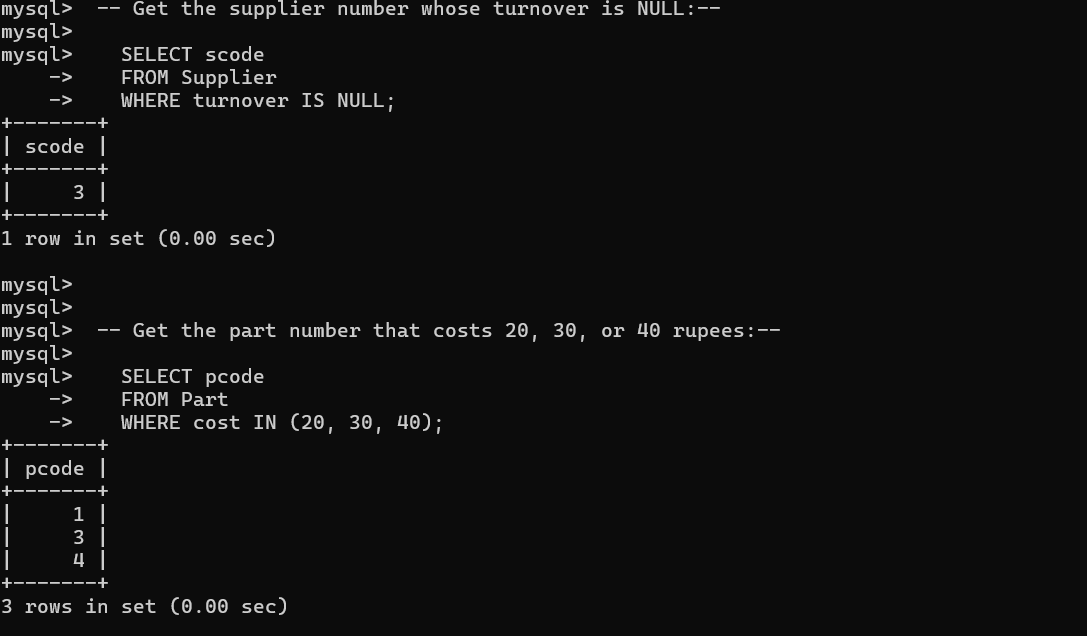 mysql>  -- Get the supplier number whose turnover is NULL:--
mysql>
mysql>    SELECT scode
    ->    FROM Supplier
    ->    WHERE turnover IS NULL;
+-------+
| scode |
+-------+
|     3 |
+-------+
1 row in set (0.00 sec)

mysql>
mysql>
mysql>  -- Get the part number that costs 20, 30, or 40 rupees:--
mysql>
mysql>    SELECT pcode
    ->    FROM Part
    ->    WHERE cost IN (20, 30, 40);
+-------+
| pcode |
+-------+
|     1 |
|     3 |
|     4 |
+-------+
3 rows in set (0.00 sec)